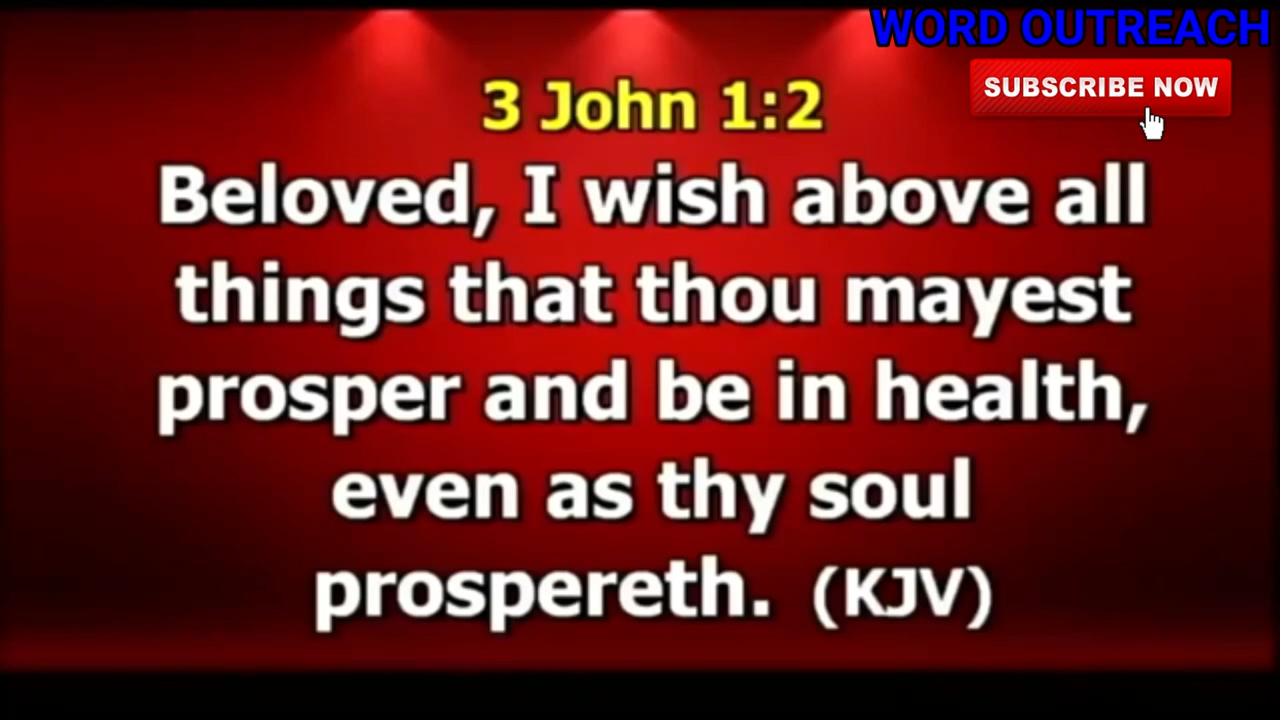 WORD OUTREACH
SUBSCRIBE NOW
3 John 1:2
Beloved, I wish above all
things that thou mayest
prosper and be in health,
even as thy soul
prospereth. (KJV)